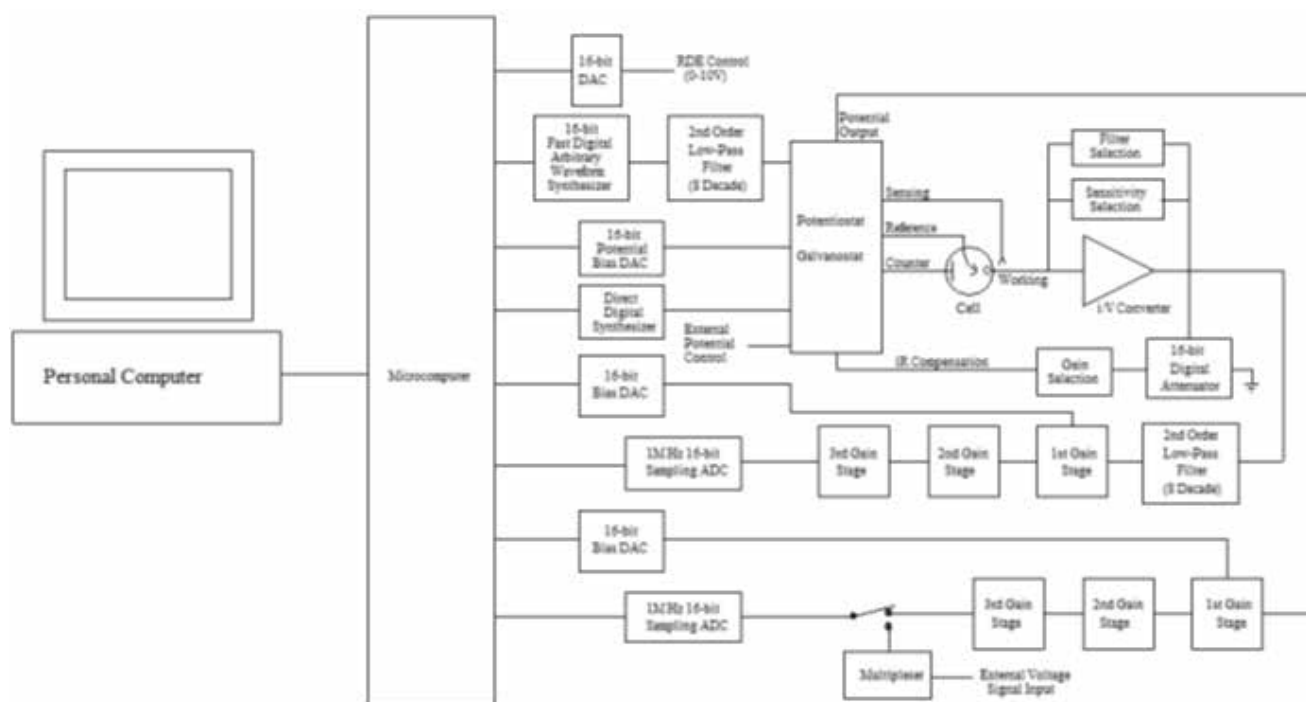 16-bit
DAC
RDE Control
(0-10V)
Potential
Output
16-bit
Fast Digital
Arbitrary
Waveform
Synthesizer
2nd Order
Low-Pass
Filter
(8 Decade)
Filter
Selection
Sensitivity
Selection
Sensing
Reference
Counter
Potentiostat
Galvanostat
16-bit
Potential
Bias DAC
Working
Cell
i/V Converter
Direct
Digital
Synthesizer
External
Potential
Control
iR Compensation
Gain
Selection
16-bit
Digital
Attenuator
Personal Computer
Microcomputer
16-bit
Bias DAC
1MHz 16-bit
Sampling ADC
3rd Gain
Stage
2nd Gain
Stage
1st Gain
Stage
2nd Order
Low-Pass
Filter
(8 Decade)
16-bit
Bias DAC
1MHz 16-bit
Sampling ADC
3rd Gain
Stage
2nd Gain
Stage
1st Gain
Stage
Multiplexer
External Voltage
Signal Input